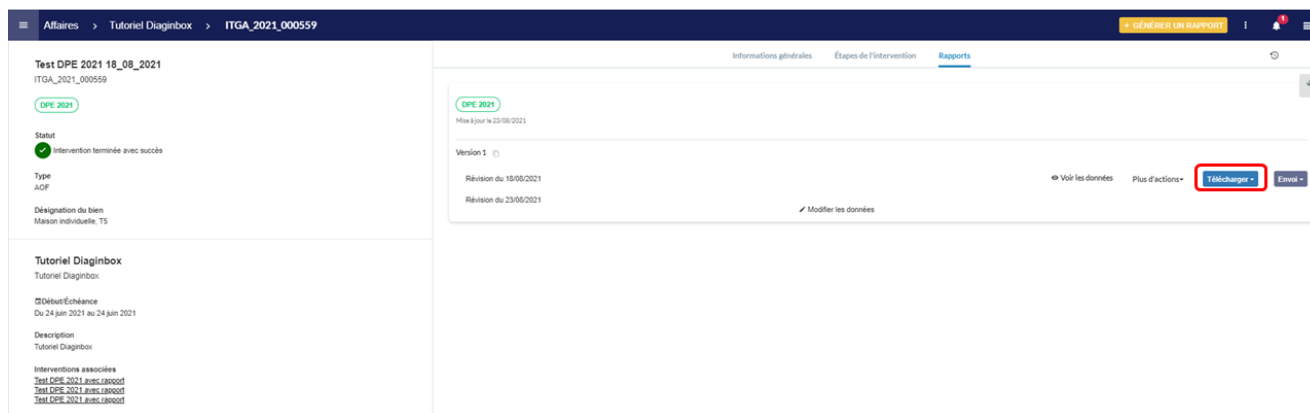 Affaires > Tutoriel Diaginbox > ITGA_2021_000559
+ GÉNÉRER UN RAPPORT
1
Test DPE 2021 18_08_2021
ITGA_2021_000559
DPE 2021
Statut
Intervention terminée avec succès
Type
AOF
Désignation du bien
Maison individuelle, T5
Tutoriel Diaginbox
Tutoriel Diaginbox
Début/Échéance
Du 24 juin 2021 au 24 juin 2021
Description
Tutoriel Diaginbox
Interventions associées
Test DPE 2021 avec rapport
Test DPE 2021 avec rapport
Test DPE 2021 avec rapport
Informations générales Étapes de l'intervention Rapports
DPE 2021
Mise à jour le 23/08/2021
Version 1
Révision du 18/08/2021 Voir les données Plus d'actions Télécharger Envoi
Révision du 23/08/2021
Modifier les données